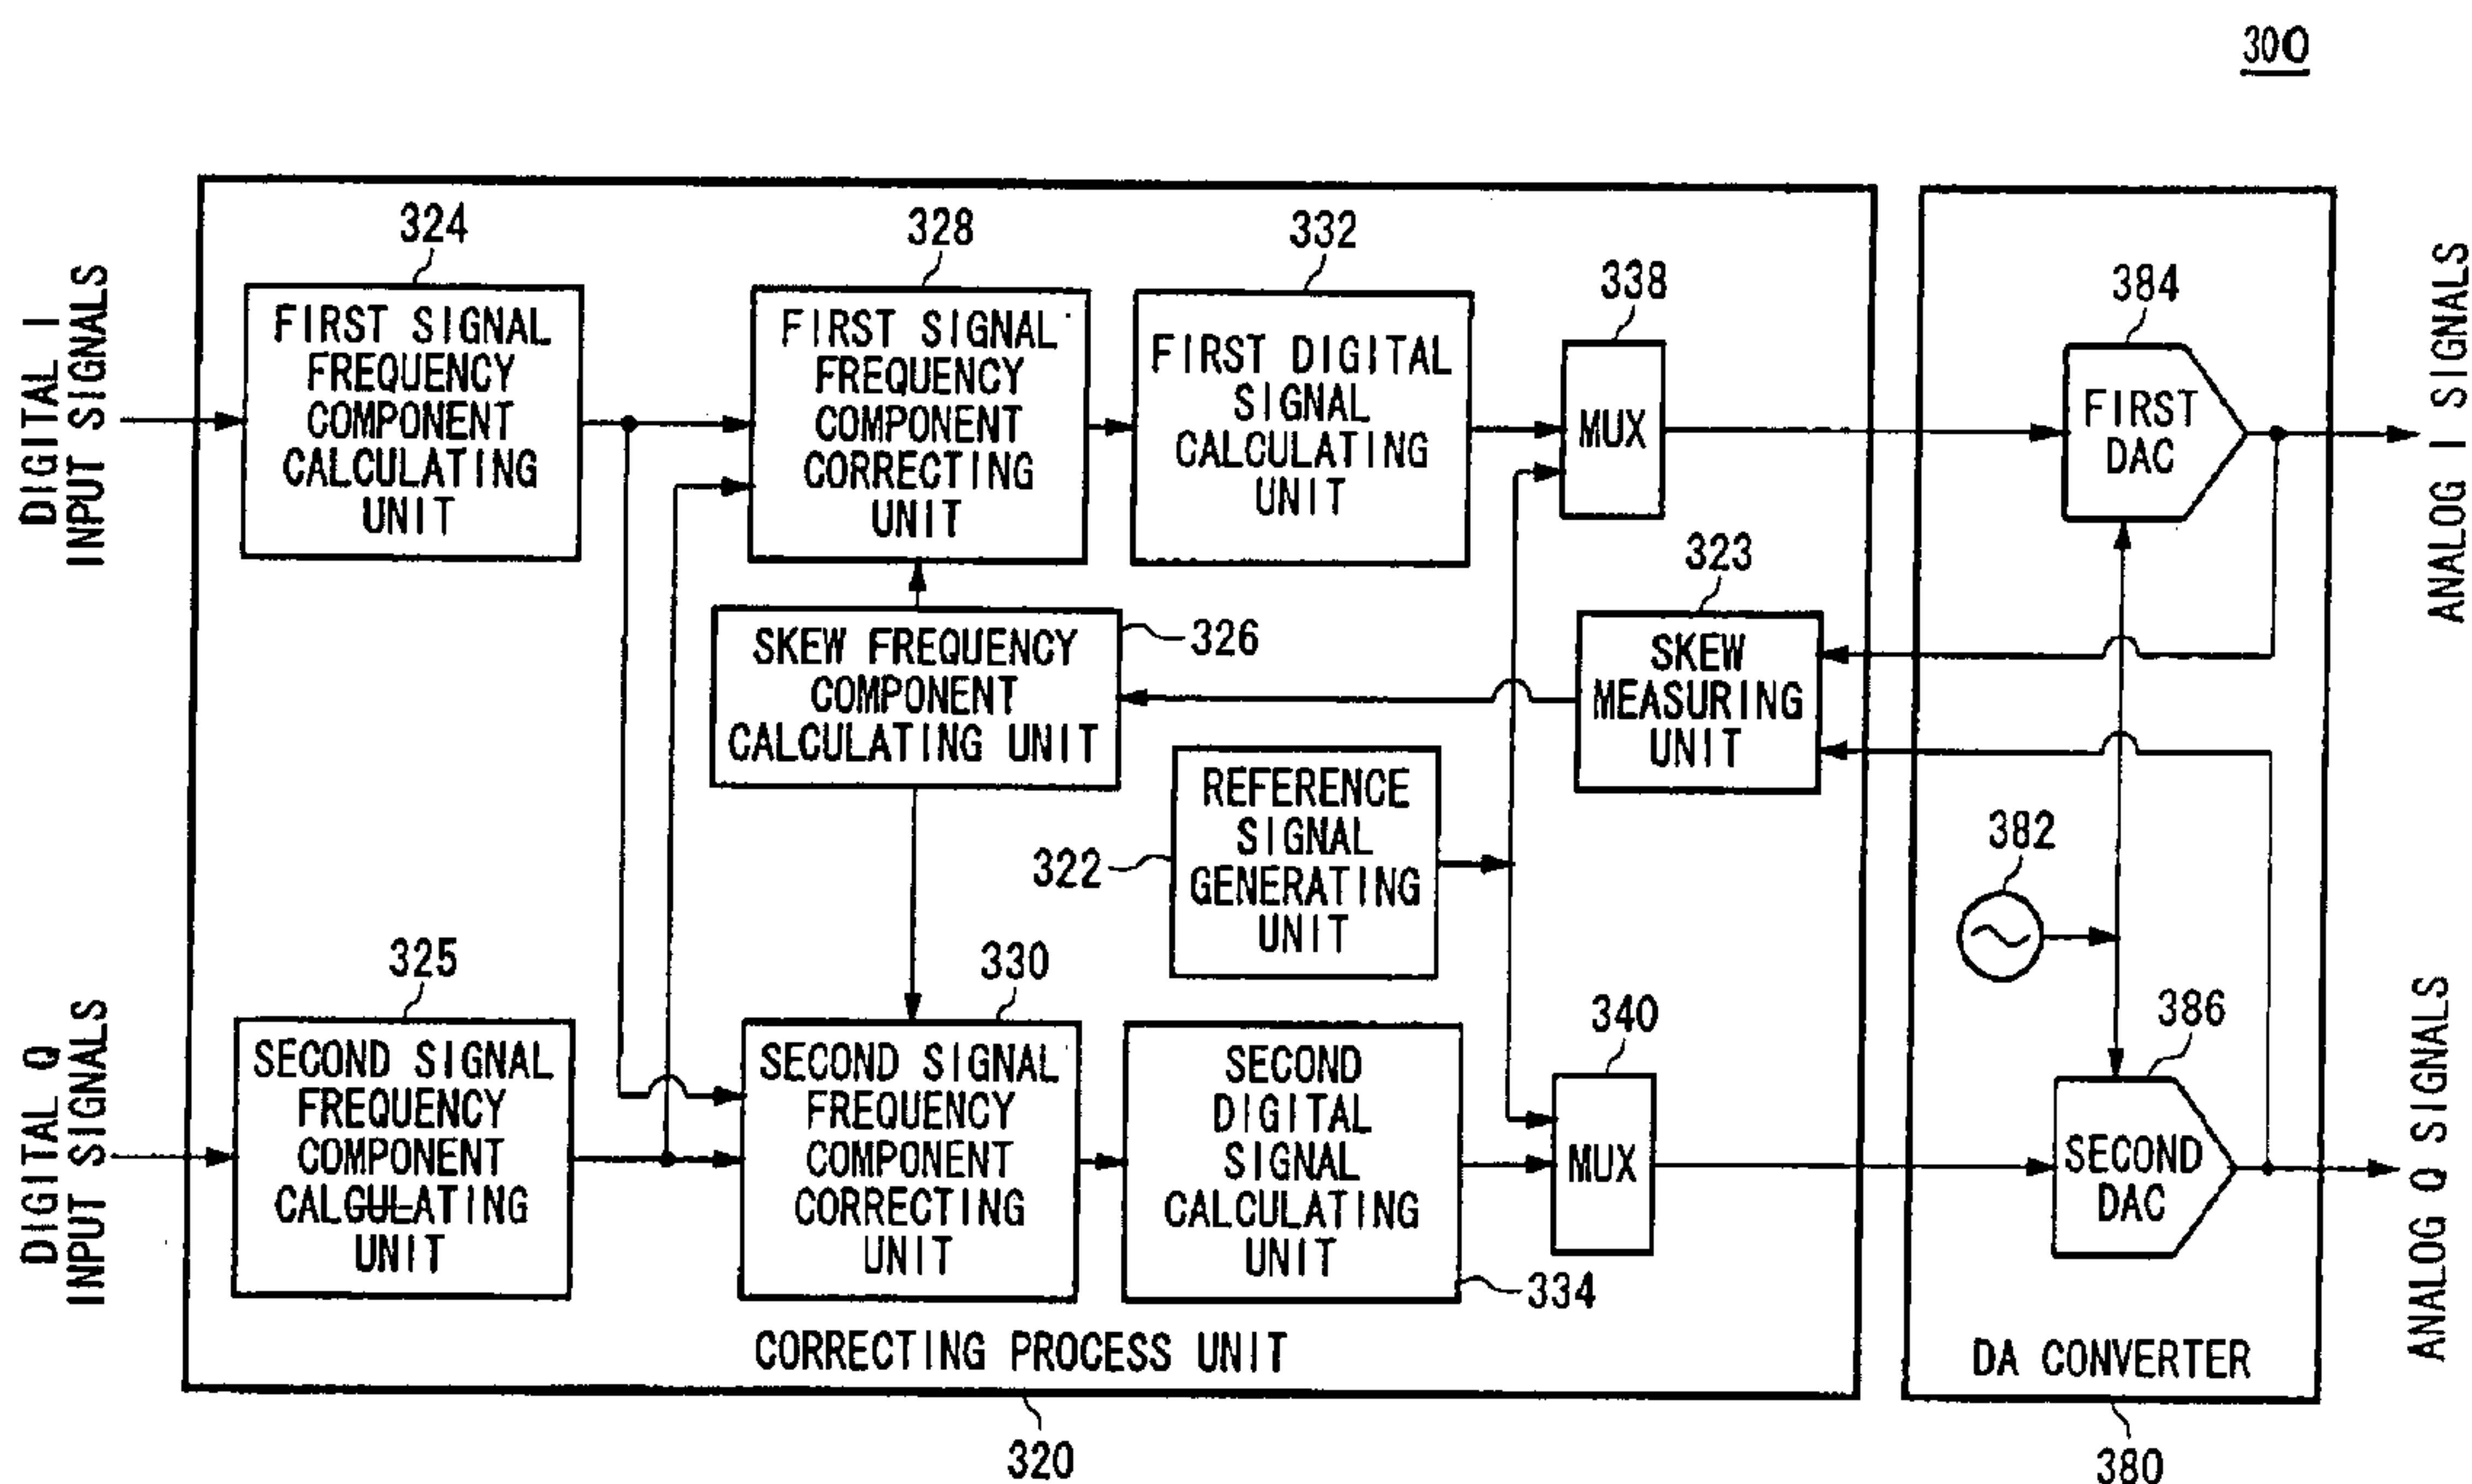 300
324
328
332
338
384
DIGITAL I
INPUT SIGNALS
FIRST SIGNAL
FREQUENCY
COMPONENT
CALCULATING
UNIT
FIRST SIGNAL
FREQUENCY
COMPONENT
CORRECTING
UNIT
FIRST DIGITAL
SIGNAL
CALCULATING
UNIT
MUX
FIRST
DAC
ANALOG I SIGNALS
SKEW FREQUENCY
COMPONENT
CALCULATING UNIT
326
323
SKEW
MEASURING
UNIT
322
REFERENCE
SIGNAL
GENERATING
UNIT
382
325
330
340
386
DIGITAL Q
INPUT SIGNALS
SECOND SIGNAL
FREQUENCY
COMPONENT
CALCULATING
UNIT
SECOND SIGNAL
FREQUENCY
COMPONENT
CORRECTING
UNIT
SECOND
DIGITAL
SIGNAL
CALCULATING
UNIT
334
MUX
SECOND
DAC
ANALOG Q SIGNALS
CORRECTING PROCESS UNIT
320
DA CONVERTER
380